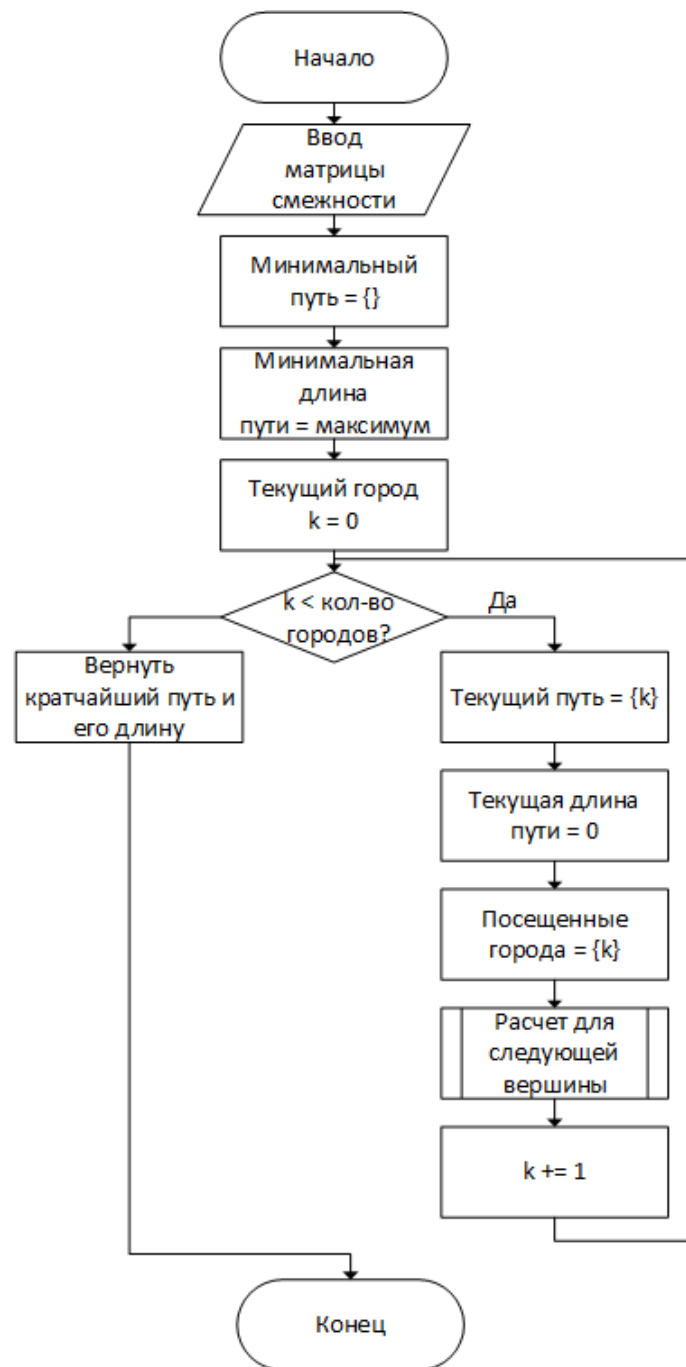 Начало
Ввод
матрицы
смежности
Минимальный
путь = {}
Минимальная
длина
пути = максимум
Текущий город
k = 0
k < кол-во
городов?
Да
Вернуть
кратчайший путь и
его длину
Текущий путь = {k}
Текущая длина
пути = 0
Посещенные
города = {k}
Расчет для
следующей
вершины
k += 1
Конец